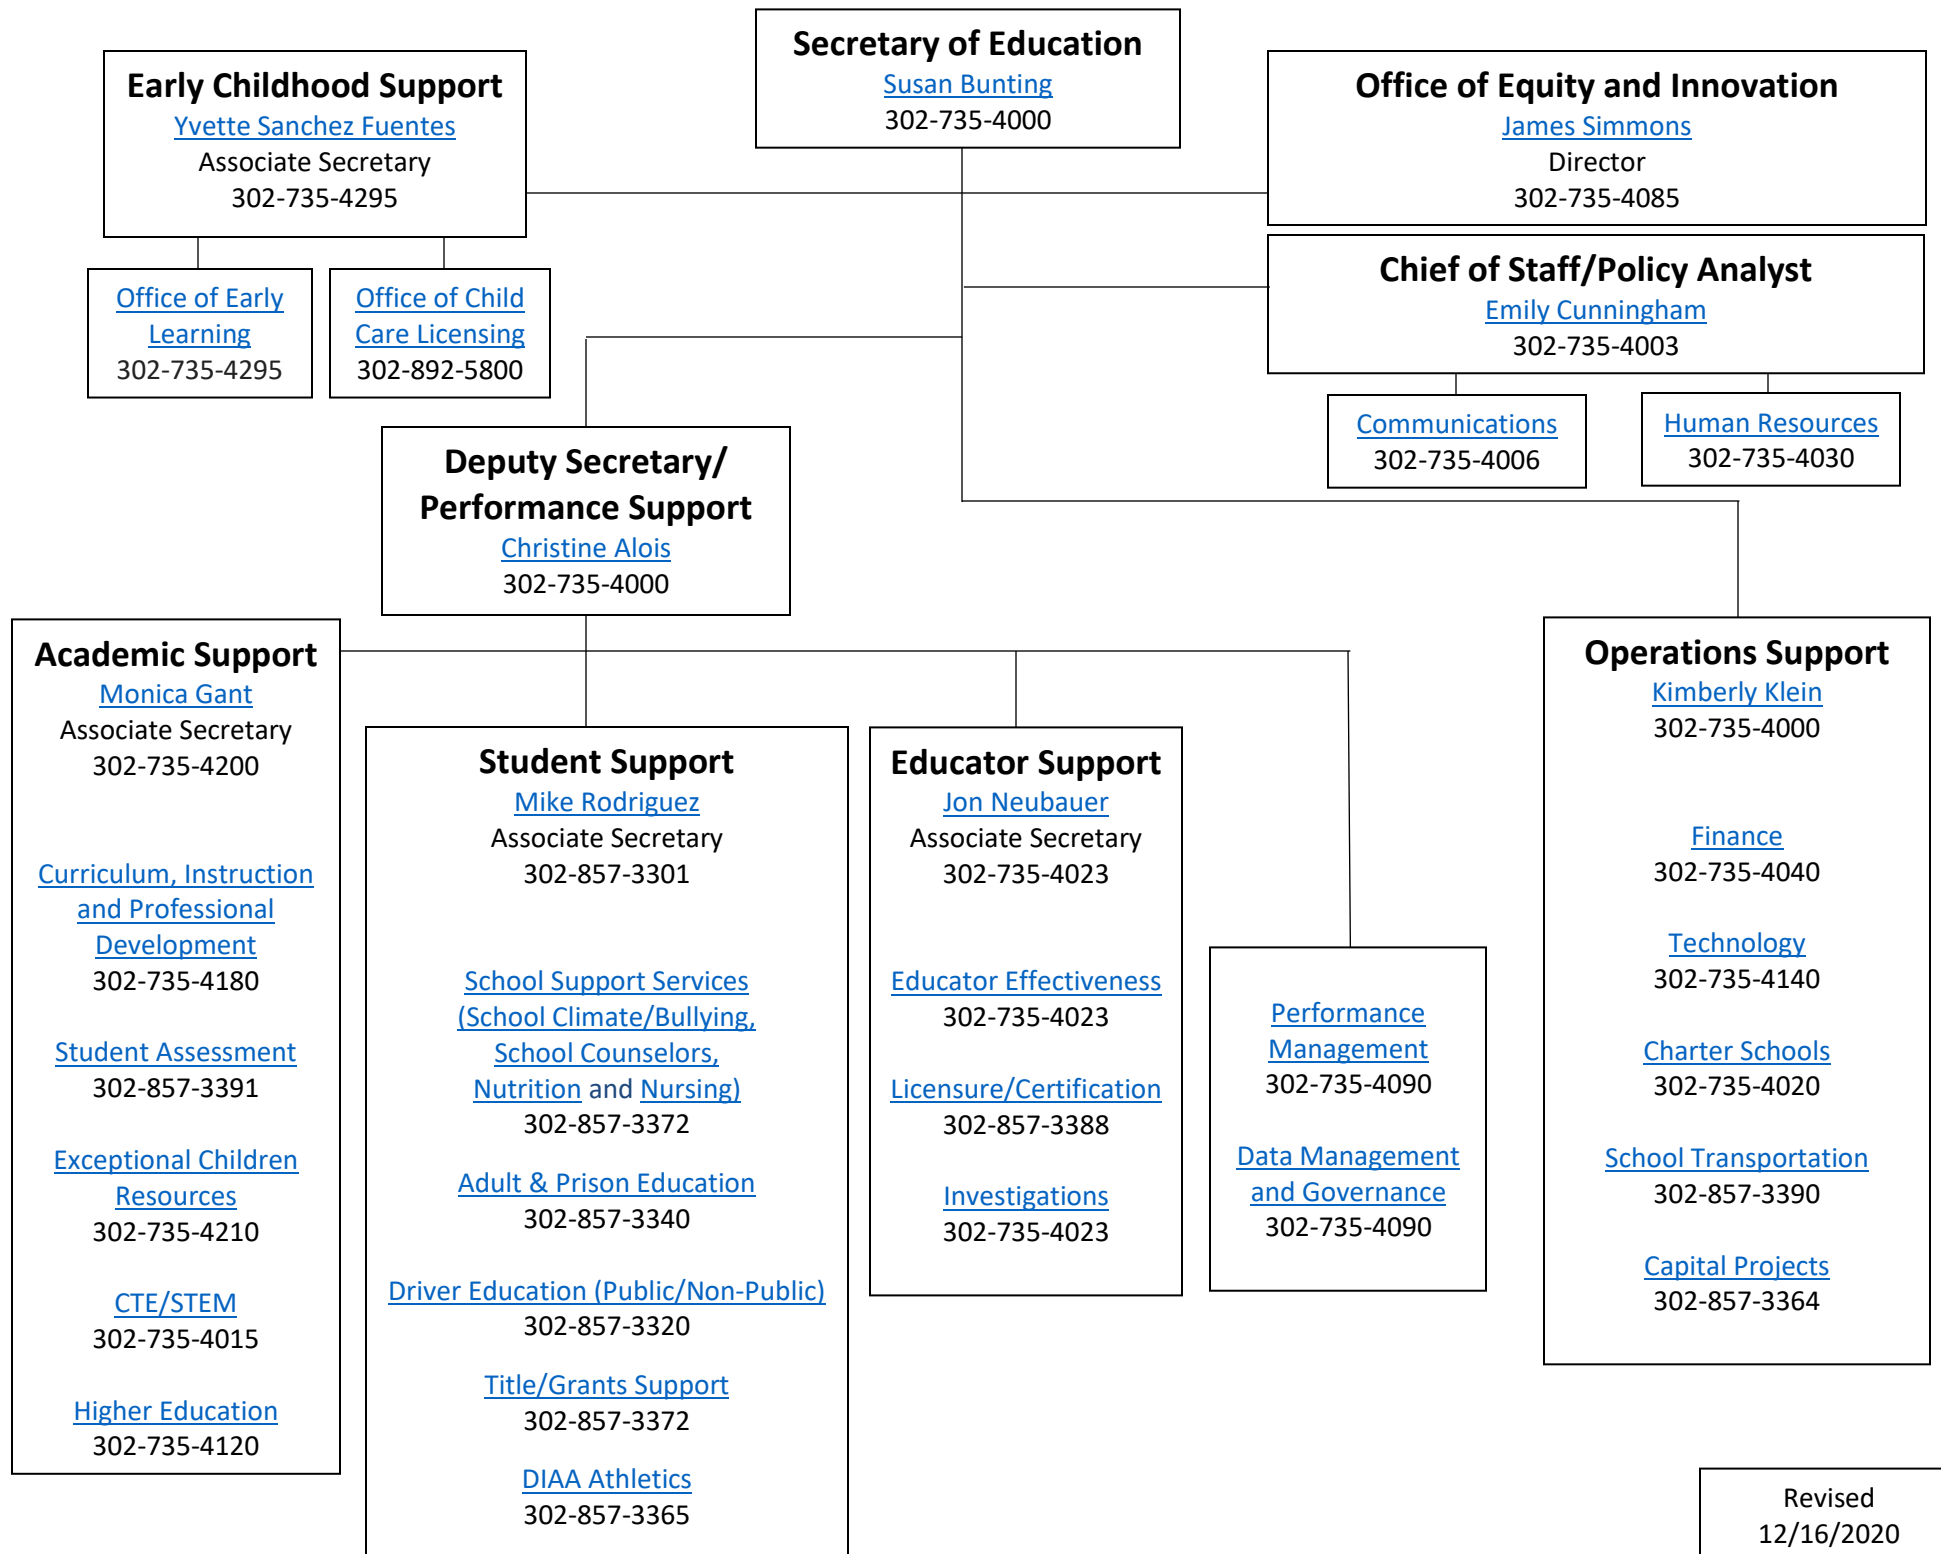 Secretary of Education
Susan Bunting
302-735-4000
Early Childhood Support
Yvette Sanchez Fuentes
Associate Secretary
302-735-4295
Office of Equity and Innovation
James Simmons
Director
302-735-4085
Office of Early
Learning
302-735-4295
Office of Child
Care Licensing
302-892-5800
Chief of Staff/Policy Analyst
Emily Cunningham
302-735-4003
Communications
302-735-4006
Human Resources
302-735-4030
Deputy Secretary/
Performance Support
Christine Alois
302-735-4000
Academic Support
Monica Gant
Associate Secretary
302-735-4200
Curriculum, Instruction
and Professional
Development
302-735-4180
Student Assessment
302-857-3391
Exceptional Children
Resources
302-735-4210
CTE/STEM
302-735-4015
Higher Education
302-735-4120
Student Support
Mike Rodriguez
Associate Secretary
302-857-3301
School Support Services
(School Climate/Bullying,
School Counselors,
Nutrition and Nursing)
302-857-3372
Adult & Prison Education
302-857-3340
Driver Education (Public/Non-Public)
302-857-3320
Title/Grants Support
302-857-3372
DIAA Athletics
302-857-3365
Educator Support
Jon Neubauer
Associate Secretary
302-735-4023
Educator Effectiveness
302-735-4023
Licensure/Certification
302-857-3388
Investigations
302-735-4023
Performance
Management
302-735-4090
Data Management
and Governance
302-735-4090
Operations Support
Kimberly Klein
302-735-4000
Finance
302-735-4040
Technology
302-735-4140
Charter Schools
302-735-4020
School Transportation
302-857-3390
Capital Projects
302-857-3364
Revised
12/16/2020